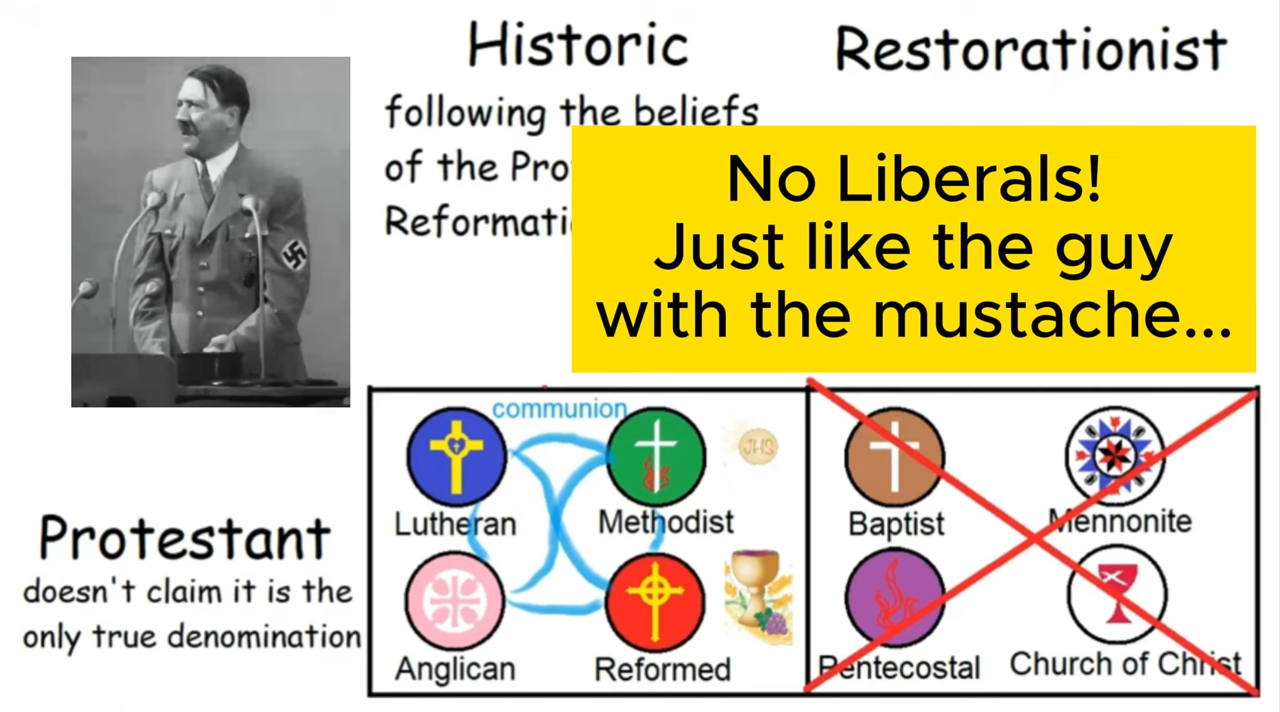 Historic
Restorationist
following the beliefs
of the Pro
Reformati
No Liberals!
Just like the guy
with the mustache...
communion
JHS
Lutheran
Methodist
Baptist
Mennonite
Protestant
doesn't claim it is the
only true denomination
Anglican
Reformed
Pentecostal
Church of Christ